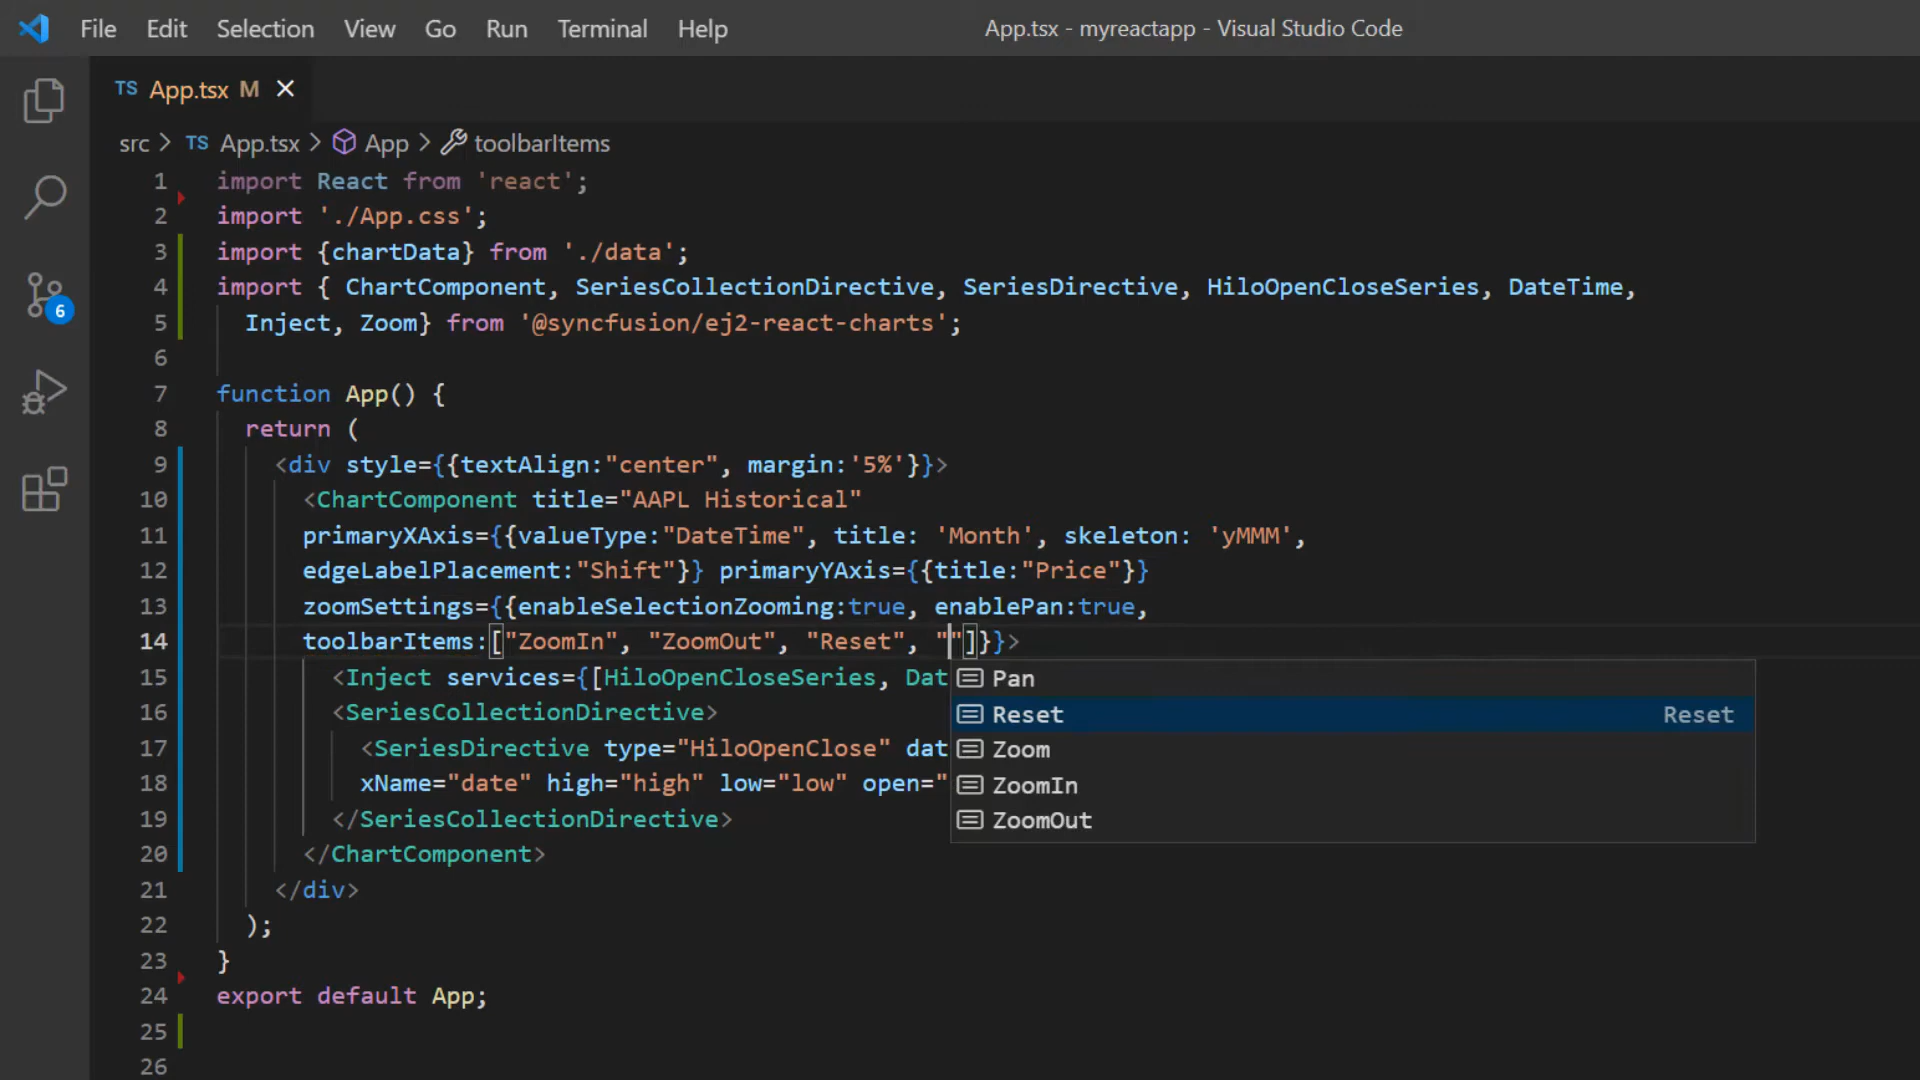 File Edit Selection View Go Run Terminal Help App.tsx - myreactapp - Visual Studio Code
TS App.tsx M
src > TS App.tsx > App > toolbarItems
6
1 import React from 'react';
2 import './App.css';
3 import {chartData} from './data';
4 import { ChartComponent, SeriesCollectionDirective, SeriesDirective, HiloOpenCloseSeries, DateTime,
5 Inject, Zoom} from '@syncfusion/ej2-react-charts';
6
7 function App() {
8 return (
9 <div style={{textAlign:"center", margin:'5%'}}>
10 <ChartComponent title="AAPL Historical"
11 primaryXAxis={{valueType:"DateTime", title: 'Month', skeleton: 'yMMM',
12 edgeLabelPlacement:"Shift"}} primaryYAxis={{title:"Price"}}
13 zoomSettings={{enableSelectionZooming:true, enablePan:true,
14 toolbarItems:["ZoomIn", "ZoomOut", "Reset", ""]}}>
15 <Inject services={[HiloOpenCloseSeries, Dat
Pan
16 <SeriesCollectionDirective>
Reset Reset
17 <SeriesDirective type="HiloOpenClose" dat
Zoom
18 xName="date" high="high" low="low" open="
ZoomIn
19 </SeriesCollectionDirective>
ZoomOut
20 </ChartComponent>
21 </div>
22 );
23 }
24 export default App;
25
26